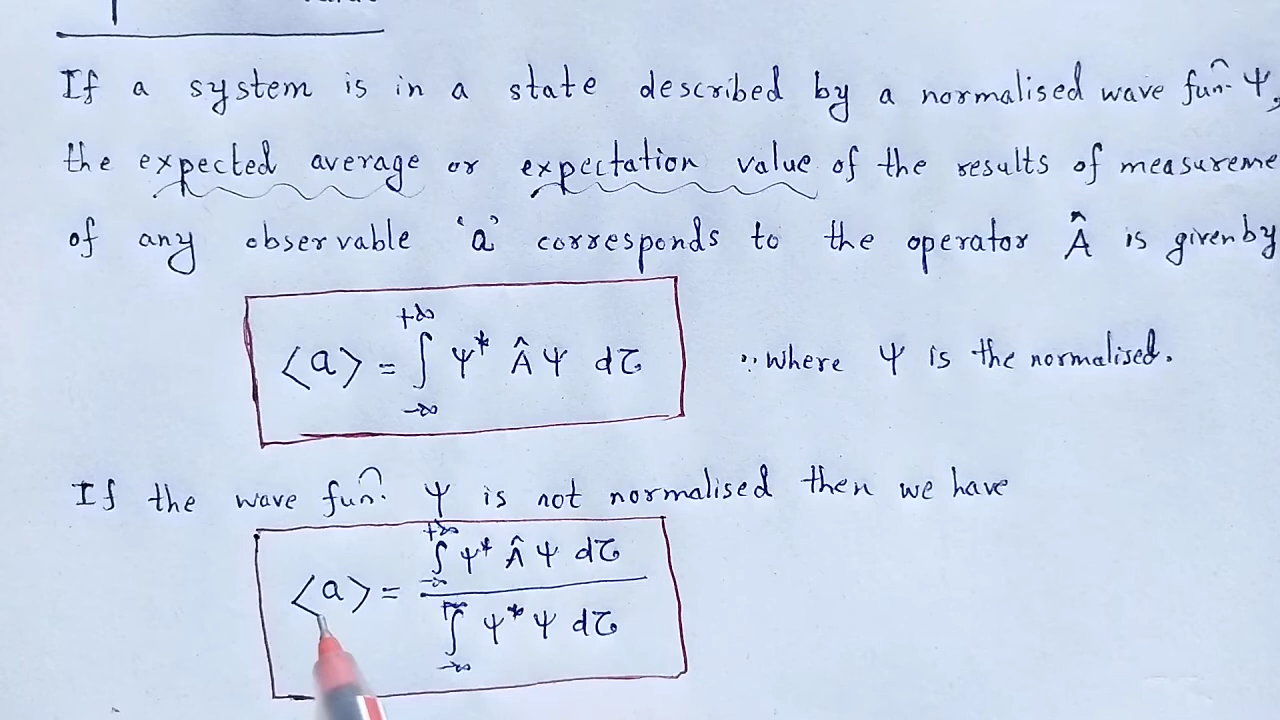 If a system is in a state described by a normalised wave fun͡. Ψ,
the expected average or expectation value of the results of measureme
of any observable 'a' corresponds to the operator Â is given by
⟨a⟩ = ∫_{-∞}^{+∞} Ψ* Â Ψ dτ ∵ where Ψ is the normalised.
If the wave fun͡. Ψ is not normalised then we have
⟨a⟩ = ∫_{-∞}^{+∞} Ψ* Â Ψ dτ / ∫_{-∞}^{+∞} Ψ* Ψ dτ